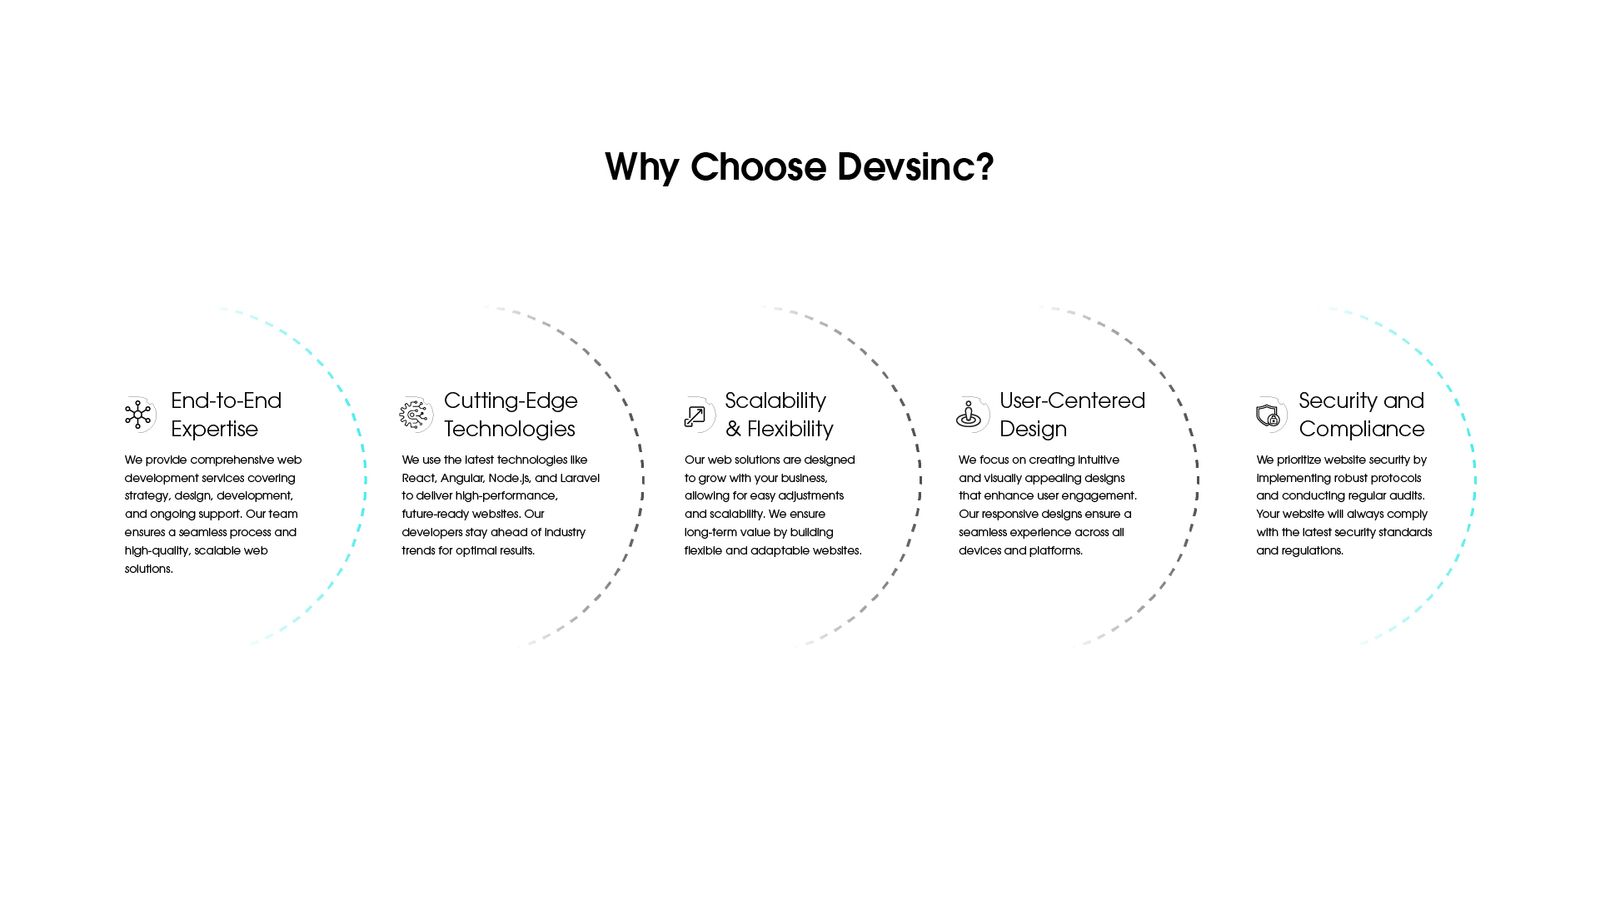 Why Choose Devsinc?
End-to-End
Expertise
We provide comprehensive web
development services covering
strategy, design, development,
and ongoing support. Our team
ensures a seamless process and
high-quality, scalable web
solutions.
Cutting-Edge
Technologies
We use the latest technologies like
React, Angular, Node.js, and Laravel
to deliver high-performance,
future-ready websites. Our
developers stay ahead of industry
trends for optimal results.
Scalability
& Flexibility
Our web solutions are designed
to grow with your business,
allowing for easy adjustments
and scalability. We ensure
long-term value by building
flexible and adaptable websites.
User-Centered
Design
We focus on creating intuitive
and visually appealing designs
that enhance user engagement.
Our responsive designs ensure a
seamless experience across all
devices and platforms.
Security and
Compliance
We prioritize website security by
implementing robust protocols
and conducting regular audits.
Your website will always comply
with the latest security standards
and regulations.